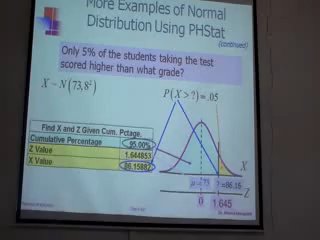 More Examples of Normal
Distribution Using PHStat
(continued)
Only 5% of the students taking the test
scored higher than what grade?
X ~ N(73,8²)
P(X > ?) = .05
Find X and Z Given Cum. Pctage.
Cumulative Percentage 95.00%
Z Value 1.644853
X Value 86.15882
X
μ = 73
? =86.16
Z
0
1.645